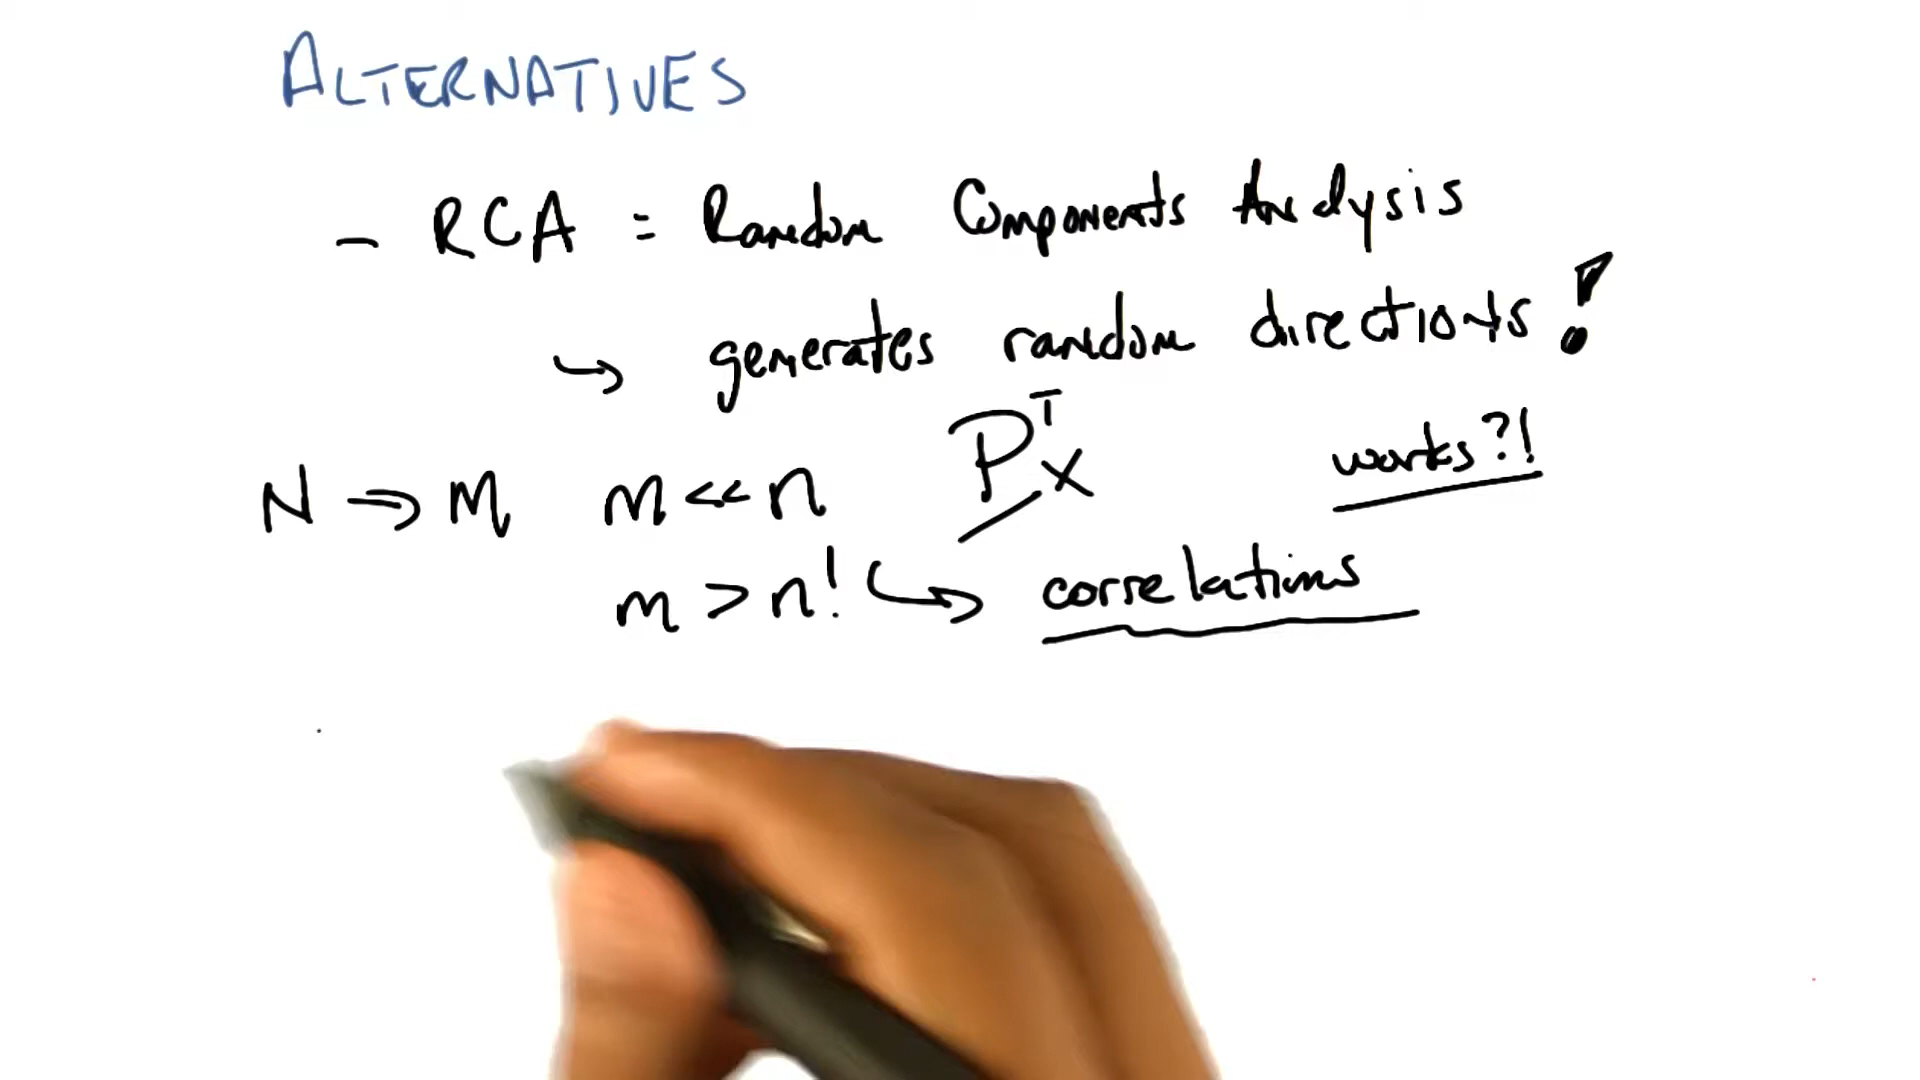 ALTERNATIVES
- RCA = Random Components Analysis
↪ generates random directions!
N ⇒ M m << n Pᵀx works?!
m > n! ↪ correlations